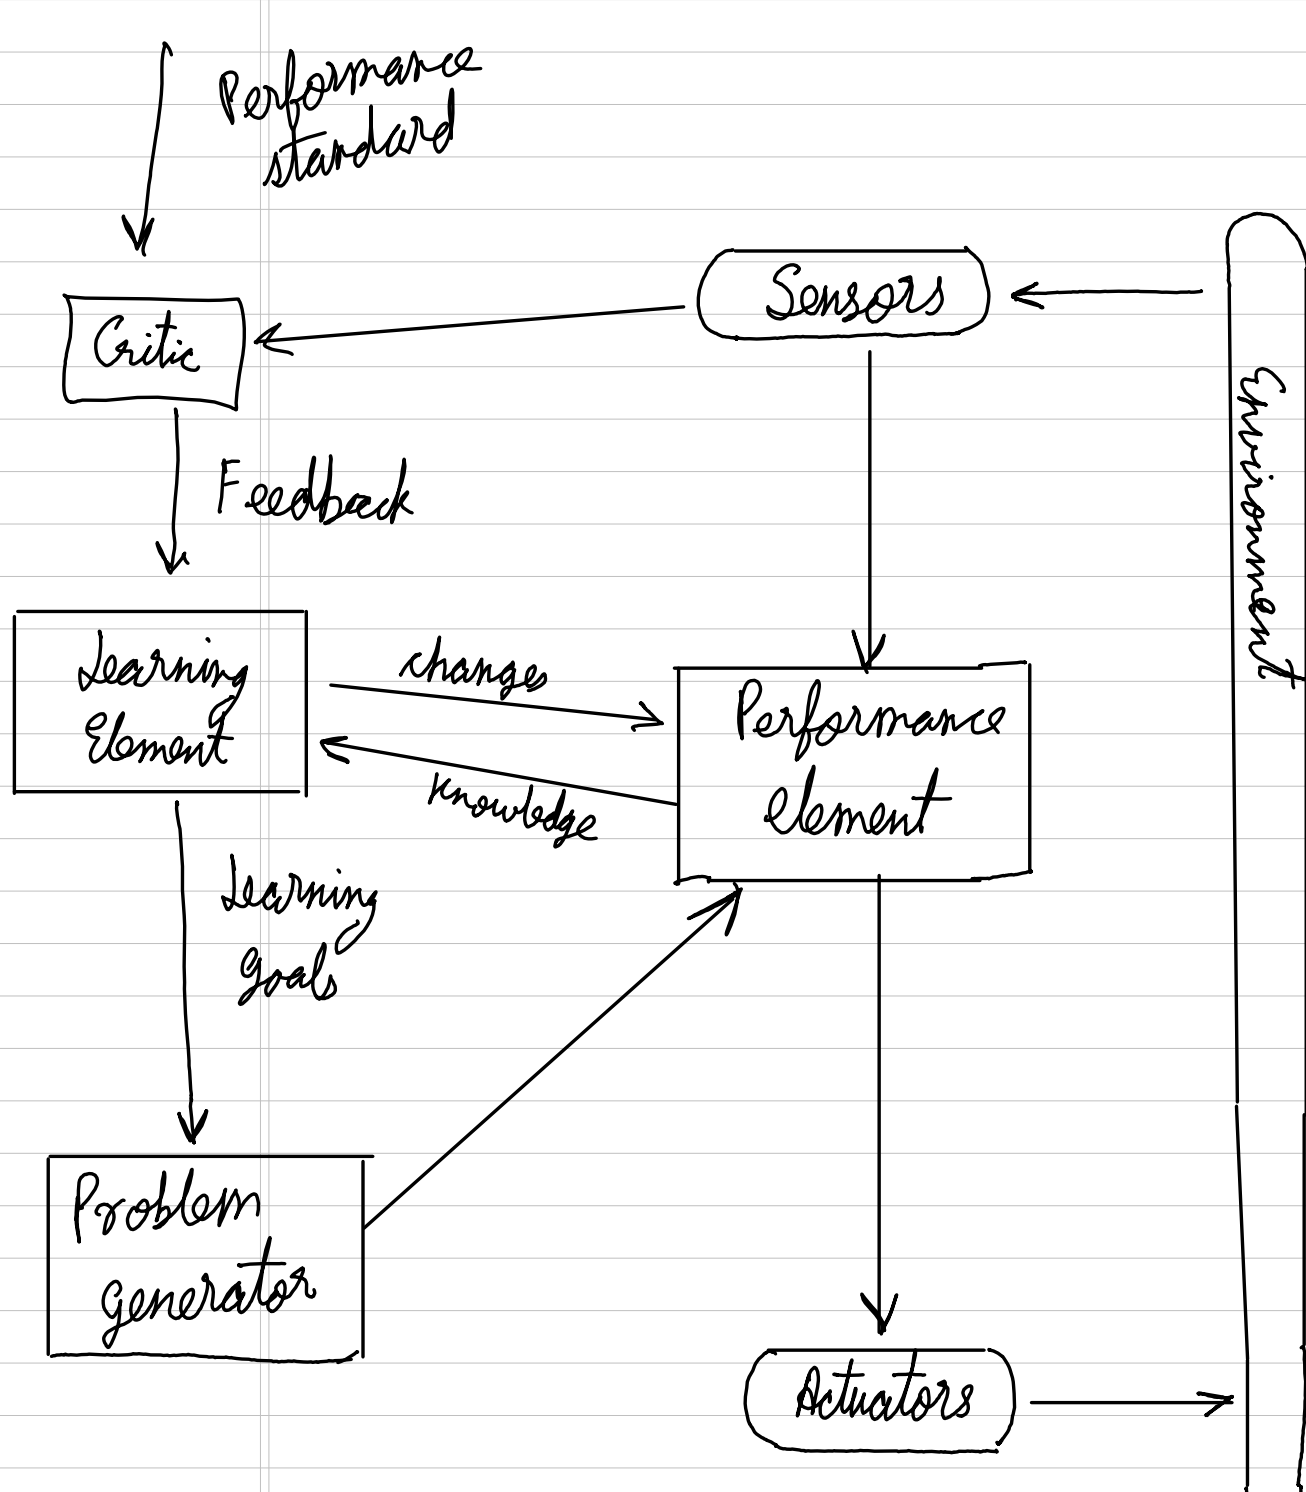 Performance
standard
Sensors
Critic
Environment
Feedback
Learning
Element
changes
knowledge
Performance
element
Learning
goals
Problem
generator
Actuators